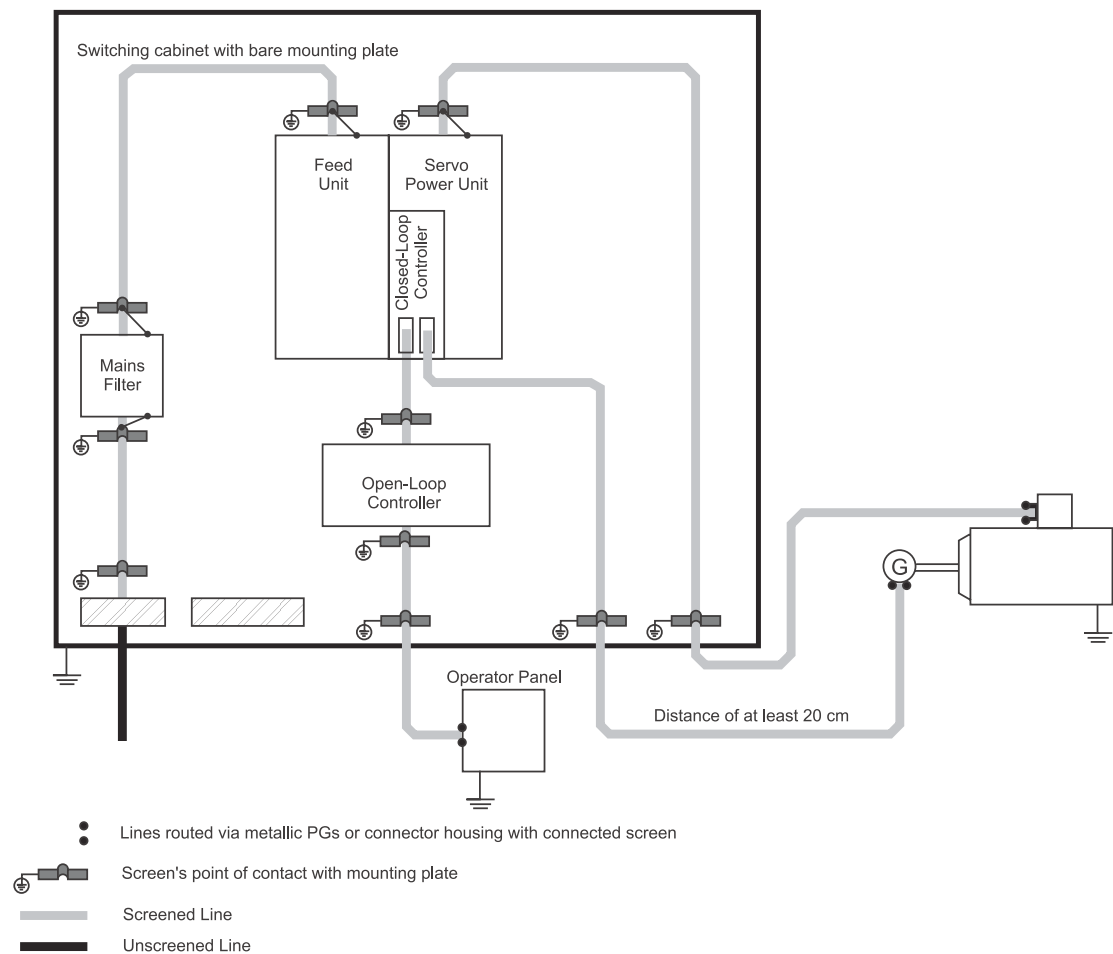 Switching cabinet with bare mounting plate
Feed
Unit
Servo
Power Unit
Closed-Loop
Controller
Mains
Filter
Open-Loop
Controller
G
Operator Panel
Distance of at least 20 cm
Lines routed via metallic PGs or connector housing with connected screen
Screen's point of contact with mounting plate
Screened Line
Unscreened Line